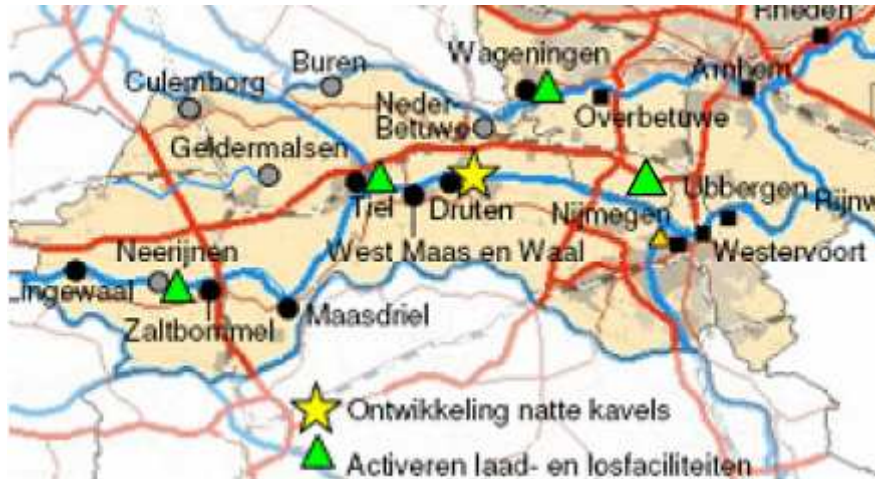 Rheden
Wageningen
Buren
Arnhem
Culemborg
Neder-
Betuwe
Overbetuwe
Geldermalsen
Ubbergen
Tiel
Druten
Nijmegen
Rijnw
West Maas en Waal
Westervoort
Neerijnen
Lingewaal
Zaltbommel
Maasdriel
Ontwikkeling natte kavels
Activeren laad- en losfaciliteiten